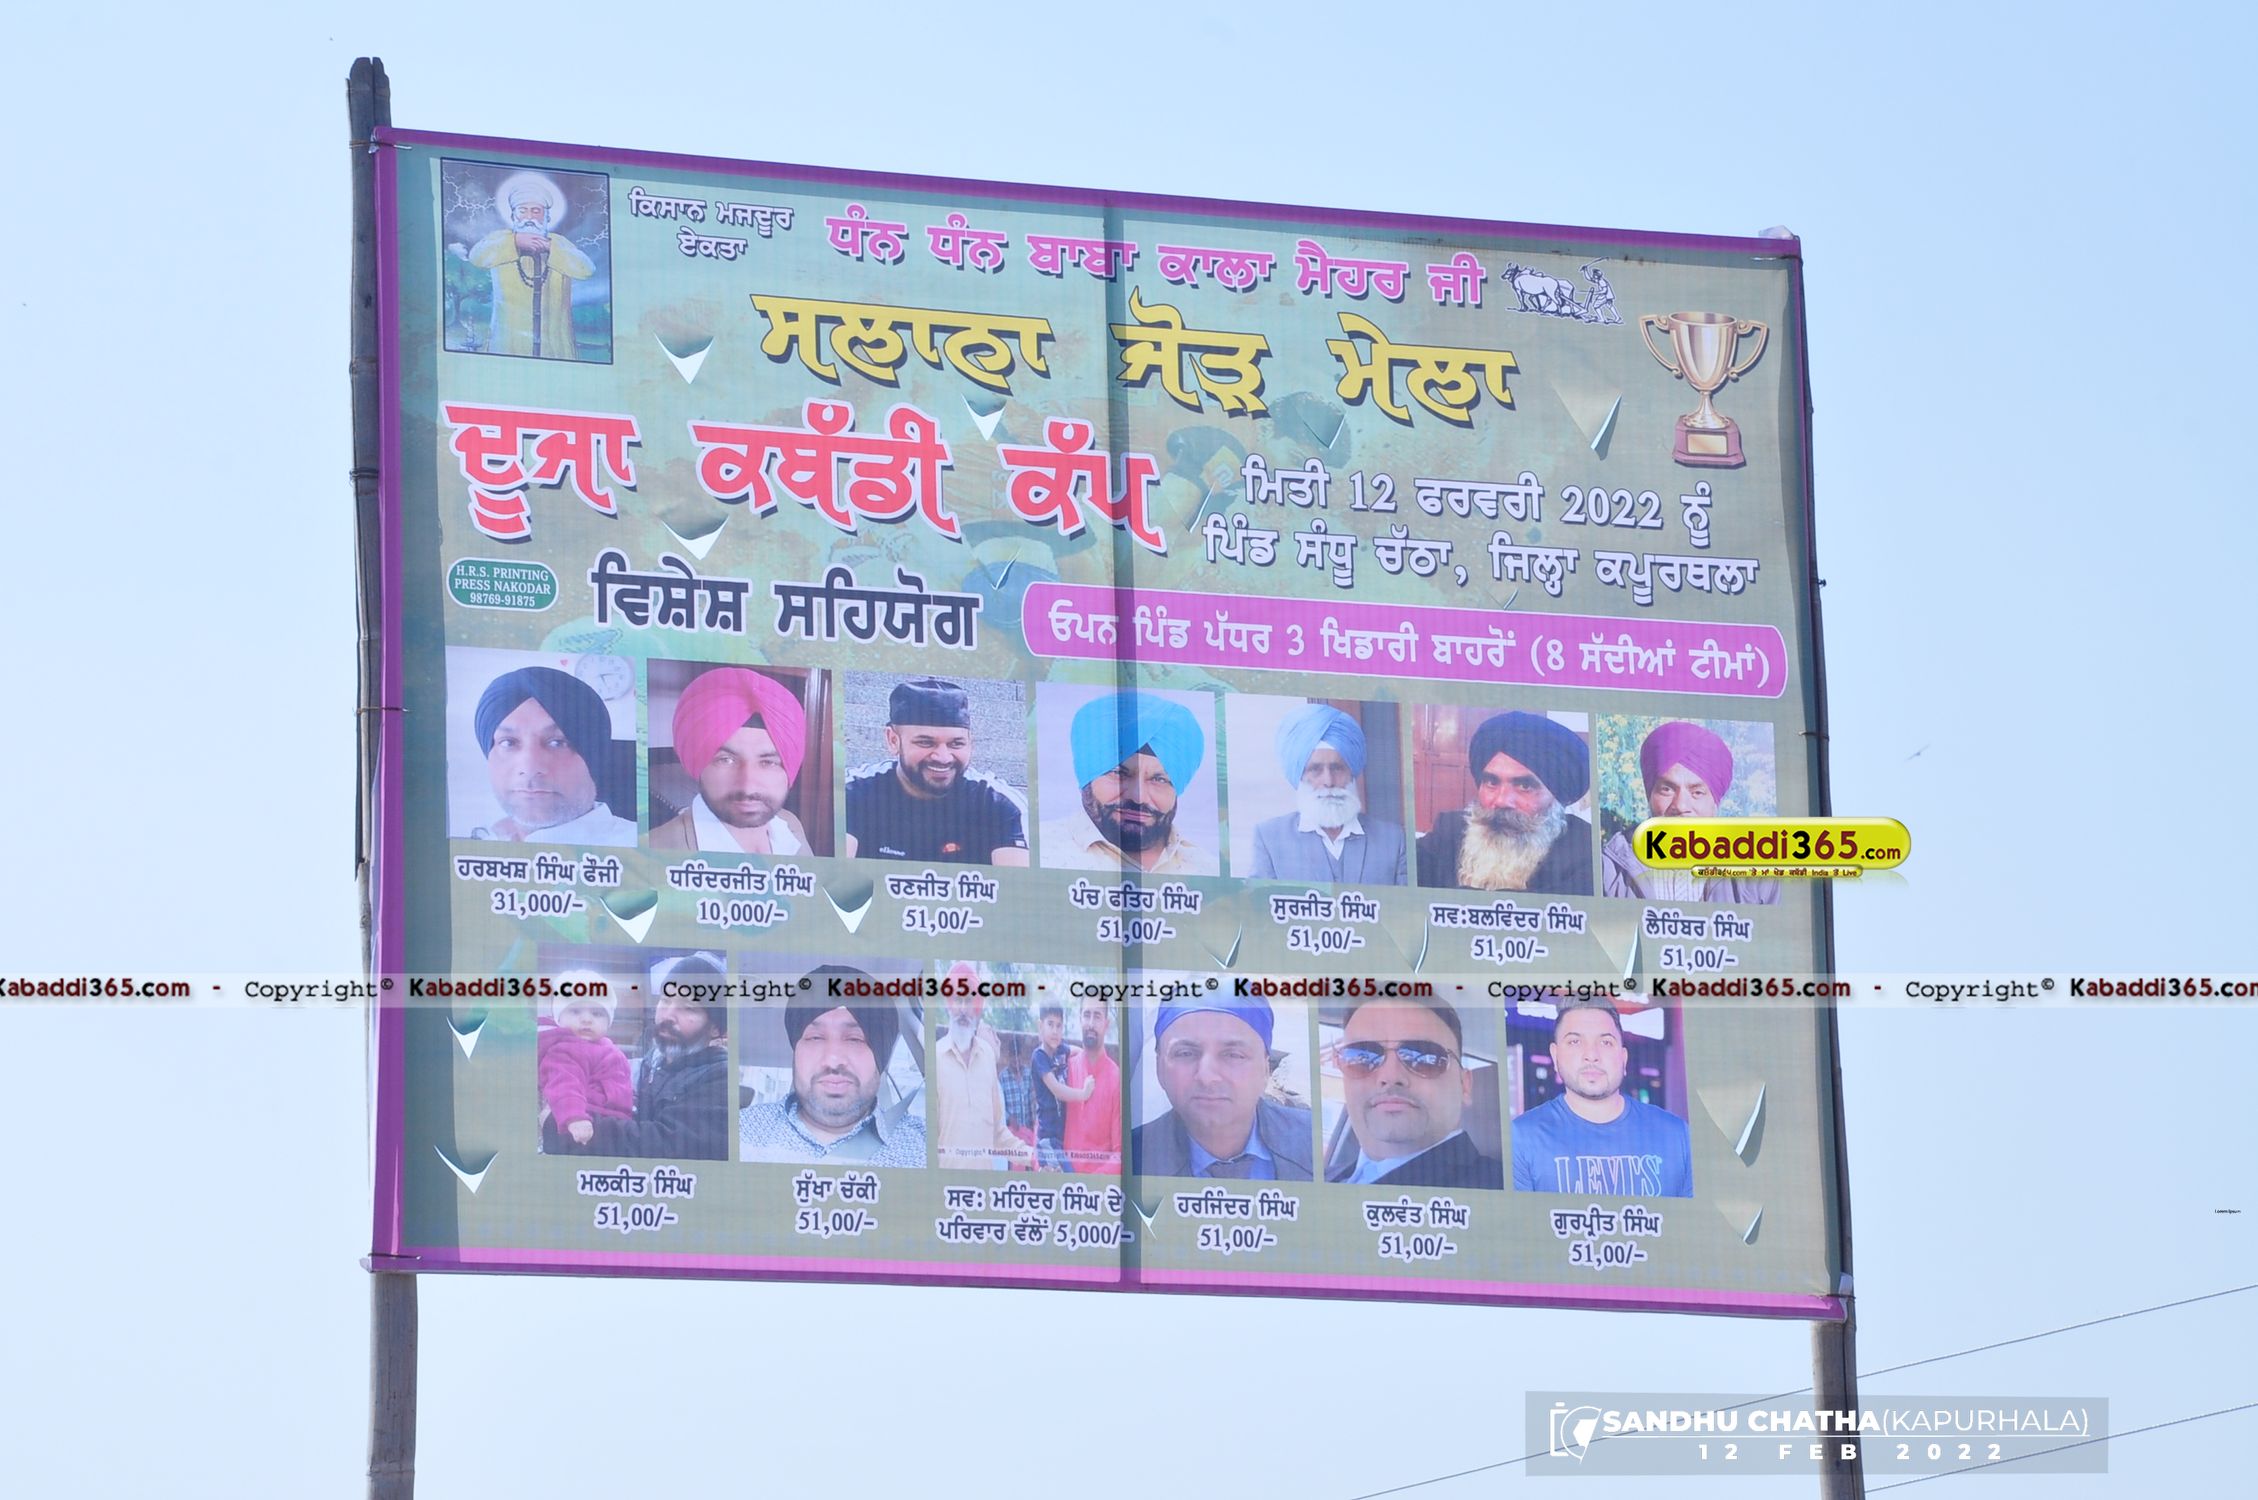 ਕਿਸਾਨ ਮਜਦੂਰ
ਏਕਤਾ
ਧੰਨ ਧੰਨ ਬਾਬਾ ਕਾਲਾ ਮੈਹਰ ਜੀ
ਸਲਾਨਾ ਜੋੜ ਮੇਲਾ
ਦੂਜਾ ਕਬੱਡੀ ਕੱਪ
ਮਿਤੀ 12 ਫਰਵਰੀ 2022 ਨੂੰ
ਪਿੰਡ ਸੰਧੂ ਚੱਠਾ, ਜਿਲ੍ਹਾ ਕਪੂਰਥਲਾ
H.R.S. PRINTING
PRESS NAKODAR
98769-91875
ਵਿਸ਼ੇਸ਼ ਸਹਿਯੋਗ
ਓਪਨ ਪਿੰਡ ਪੱਧਰ 3 ਖਿਡਾਰੀ ਬਾਹਰੋਂ (8 ਸੱਦੀਆਂ ਟੀਮਾਂ)
Kabaddi365.com
ਹਰਬਖਸ਼ ਸਿੰਘ ਫੌਜੀ
31,000/-
ਧਰਿੰਦਰਜੀਤ ਸਿੰਘ
10,000/-
ਰਣਜੀਤ ਸਿੰਘ
51,00/-
ਪੰਚ ਫਤਿਹ ਸਿੰਘ
51,00/-
ਸੁਰਜੀਤ ਸਿੰਘ
51,00/-
ਸਵ:ਬਲਵਿੰਦਰ ਸਿੰਘ
51,00/-
ਲੈਹਿੰਬਰ ਸਿੰਘ
51,00/-
Kabaddi365.com - Copyright© Kabaddi365.com - Copyright© Kabaddi365.com - Copyright© Kabaddi365.com - Copyright© Kabaddi365.com - Copyright© Kabaddi365.com
LEVI'S
ਮਲਕੀਤ ਸਿੰਘ
51,00/-
ਸੁੱਖਾ ਚੱਕੀ
51,00/-
ਸਵ: ਮਹਿੰਦਰ ਸਿੰਘ ਦੇ
ਪਰਿਵਾਰ ਵੱਲੋਂ 5,000/-
ਹਰਜਿੰਦਰ ਸਿੰਘ
51,00/-
ਕੁਲਵੰਤ ਸਿੰਘ
51,00/-
ਗੁਰਪ੍ਰੀਤ ਸਿੰਘ
51,00/-
SANDHU CHATHA(KAPURHALA)
12 FEB 2022